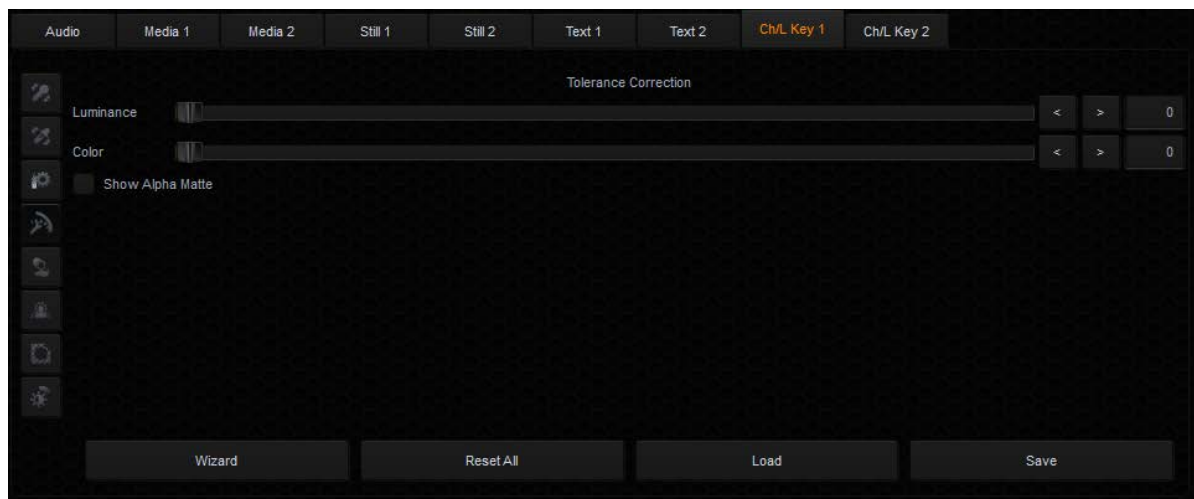 Audio Media 1 Media 2 Still 1 Still 2 Text 1 Text 2 Ch/L Key 1 Ch/L Key 2
Tolerance Correction
Luminance < > 0
Color < > 0
Show Alpha Matte
Wizard Reset All Load Save